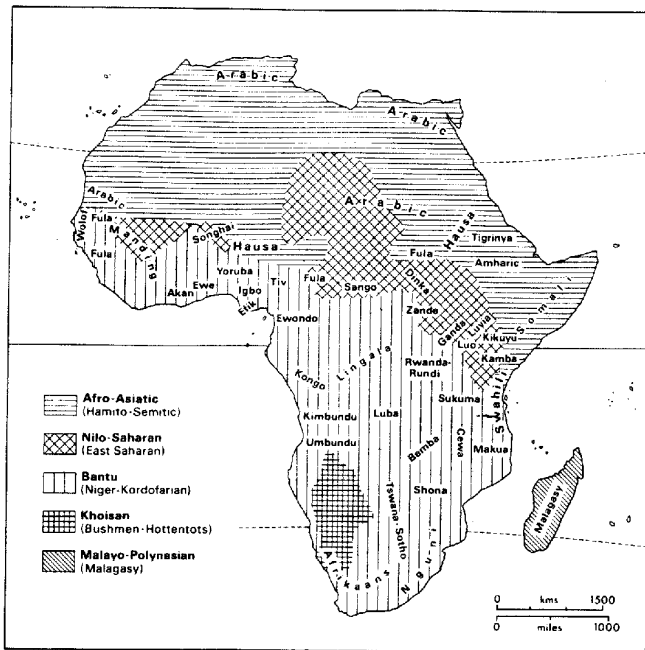 Arabic
Arabic
Arabic
Arabic
Wolof
Fula
Manding
Songhai
Hausa
Hausa
Fula
Tigrinya
Amharic
Somali
Fula
Yoruba
Ewe
Akan
Igbo
Efik
Tiv
Fula
Sango
Dinka
Zande
Ewondo
Ganda
Luvia
Luo
Kikuyu
Kamba
Lingala
Kongo
Rwanda-
Rundi
Sukuma
Swahili
Kimbundu
Luba
Umbundu
Bemba
Cewa
Makua
Shona
Tswana-Sotho
Nguni
Afrikaans
Malagasy
Afro-Asiatic
(Hamito-Semitic)
Nilo-Saharan
(East Saharan)
Bantu
(Niger-Kordofarian)
Khoisan
(Bushmen-Hottentots)
Malayo-Polynasian
(Malagasy)
0 kms 1500
0 miles 1000